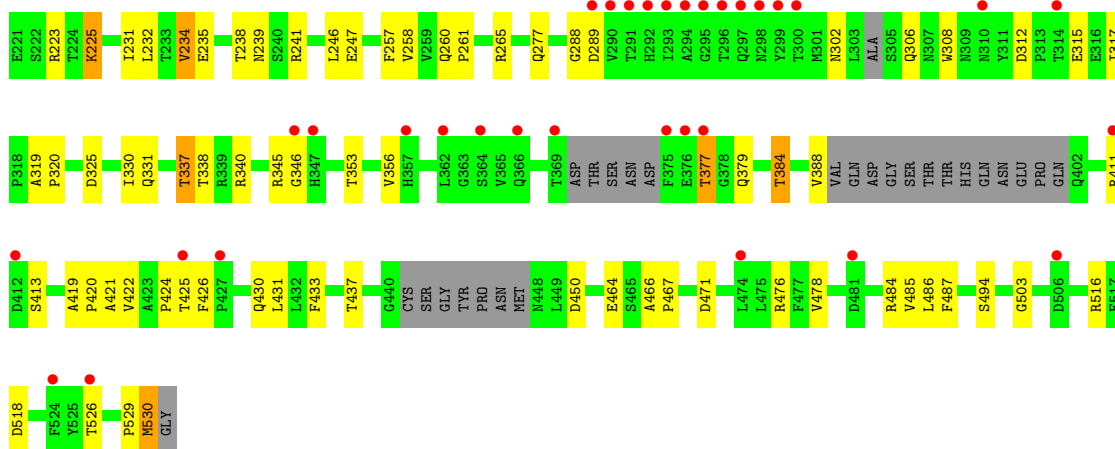 E221 S222 R223 T224 K225 I231 L232 T233 V234 E235 T238 N239 S240 R241 L246 E247 F257 V258 V259 Q260 P261 R265 Q277 G288 D289 V290 T291 H292 I293 A294 G295 T296 Q297 N298 Y299 T300 M301 N302 L303 ALA S305 Q306 N307 W308 N309 N310 Y311 D312 P313 T314 E315 E316 I317
P318 A319 P320 D325 I330 Q331 T337 T338 R339 R340 R345 G346 H347 T353 V356 H357 L362 G363 S364 V365 Q366 T369 ASP THR SER ASN ASP F375 E376 T377 G378 Q379 T384 V388 VAL GLN ASP GLY SER THR THR HIS GLN ASN GLU PRO GLN Q402 R411
D412 S413 A419 P420 A421 V422 A423 P424 T425 F426 P427 Q430 L431 L432 F433 T437 G440 CYS SER GLY TYR PRO ASN MET N448 L449 D450 E464 S465 A466 P467 D471 L474 L475 R476 F477 V478 D481 R484 V485 L486 F487 S494 G503 D506 R516 E517
D518 F524 Y525 T526 P529 M530 GLY